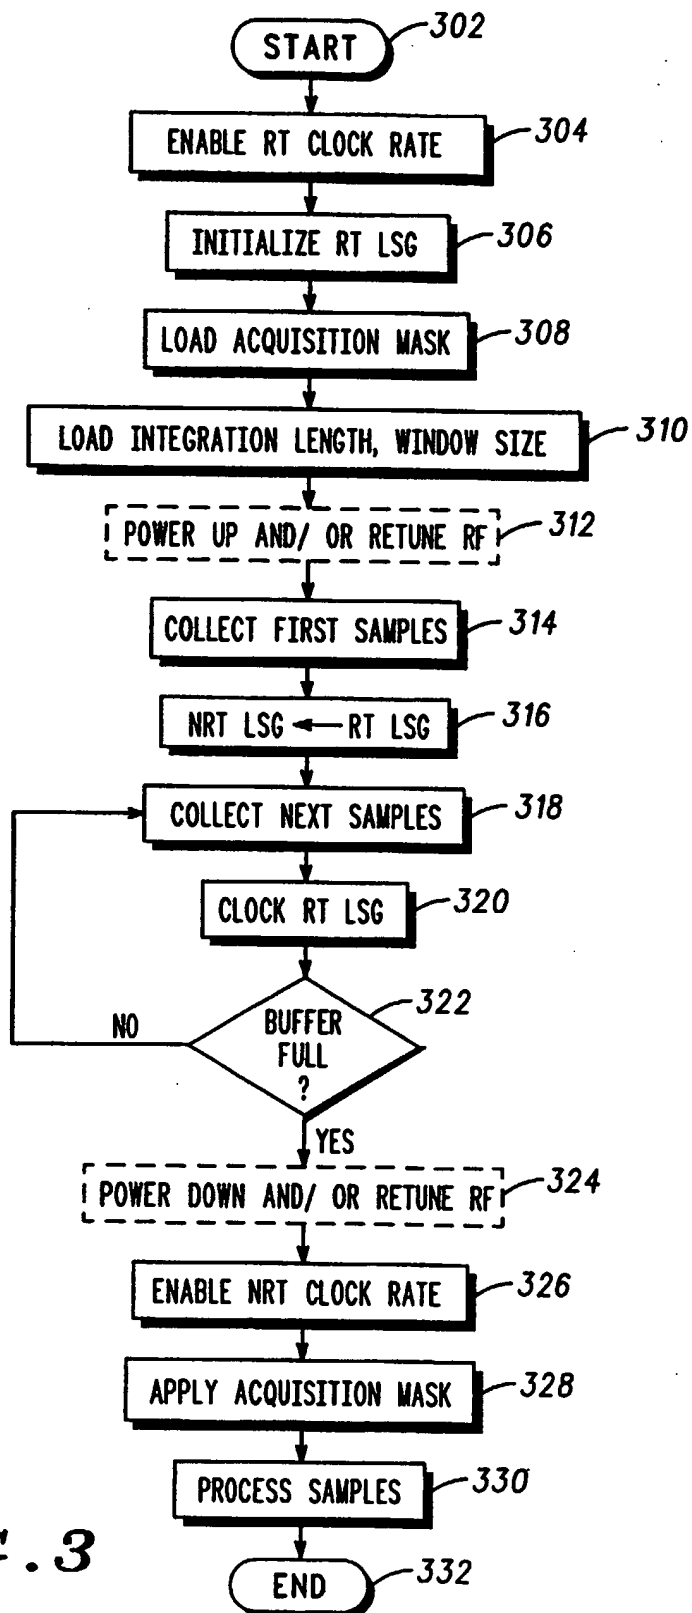 START 302
ENABLE RT CLOCK RATE 304
INITIALIZE RT LSG 306
LOAD ACQUISITION MASK 308
LOAD INTEGRATION LENGTH, WINDOW SIZE 310
POWER UP AND/ OR RETUNE RF 312
COLLECT FIRST SAMPLES 314
NRT LSG ← RT LSG 316
COLLECT NEXT SAMPLES 318
CLOCK RT LSG 320
BUFFER
FULL
?
322
NO
YES
POWER DOWN AND/ OR RETUNE RF 324
ENABLE NRT CLOCK RATE 326
APPLY ACQUISITION MASK 328
PROCESS SAMPLES 330
.3
END 332